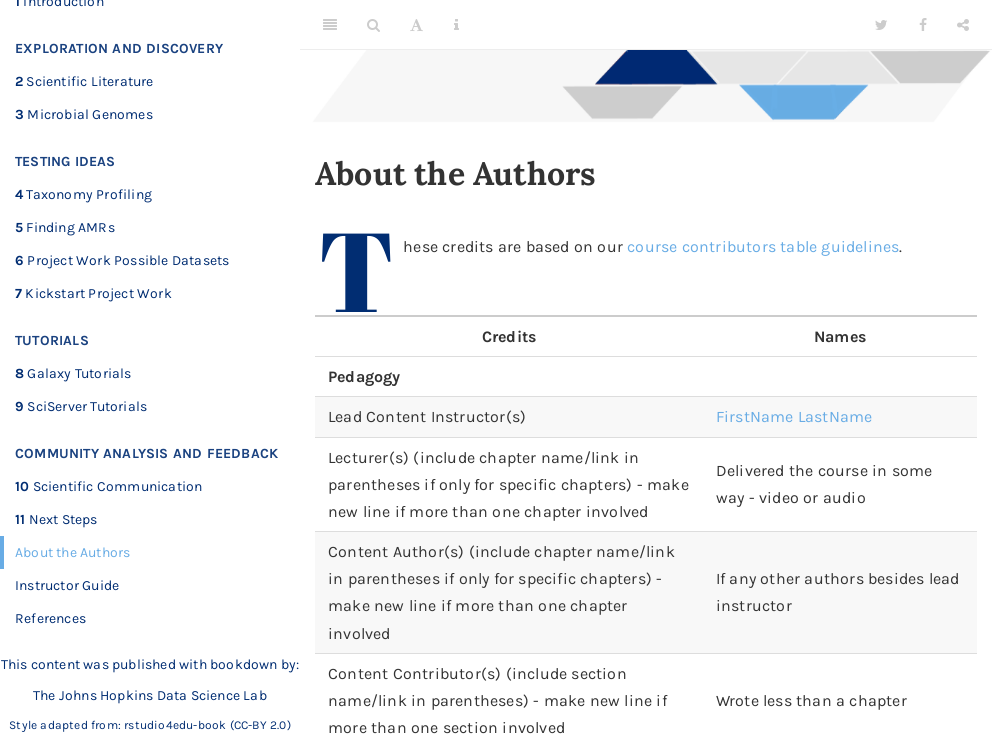 1 Introduction
EXPLORATION AND DISCOVERY
2 Scientific Literature
3 Microbial Genomes
TESTING IDEAS
4 Taxonomy Profiling
5 Finding AMRs
6 Project Work Possible Datasets
7 Kickstart Project Work
TUTORIALS
8 Galaxy Tutorials
9 SciServer Tutorials
COMMUNITY ANALYSIS AND FEEDBACK
10 Scientific Communication
11 Next Steps
About the Authors
Instructor Guide
References
This content was published with bookdown by:
The Johns Hopkins Data Science Lab
Style adapted from: rstudio4edu-book (CC-BY 2.0)
A
About the Authors
These credits are based on our course contributors table guidelines.
Credits Names
Pedagogy
Lead Content Instructor(s) FirstName LastName
Lecturer(s) (include chapter name/link in
parentheses if only for specific chapters) - make
new line if more than one chapter involved
Delivered the course in some
way - video or audio
Content Author(s) (include chapter name/link
in parentheses if only for specific chapters) -
make new line if more than one chapter
involved
If any other authors besides lead
instructor
Content Contributor(s) (include section
name/link in parentheses) - make new line if
more than one section involved
Wrote less than a chapter